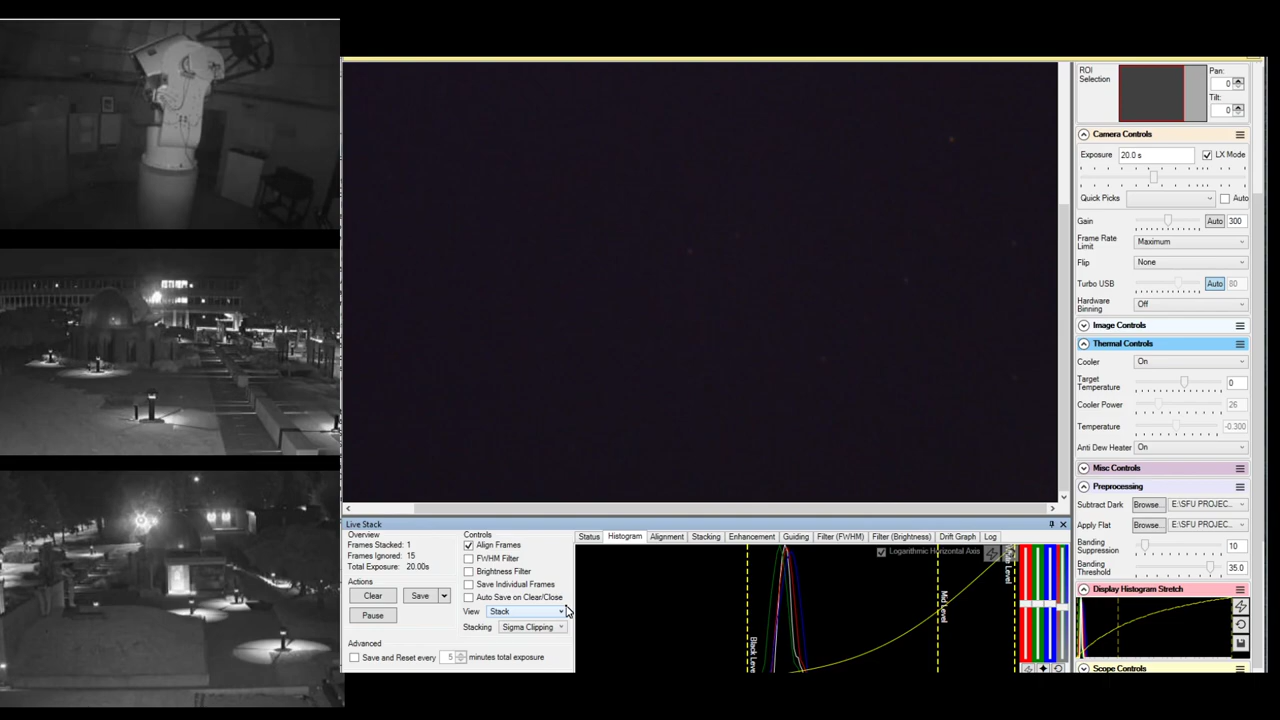 ROI Selection
Pan:
0
Tilt:
0
Camera Controls
Exposure 20.0 s LX Mode
Quick Picks Auto
Gain Auto 300
Frame Rate Limit Maximum
Flip None
Turbo USB Auto 80
Hardware Binning Off
Image Controls
Thermal Controls
Cooler On
Target Temperature 0
Cooler Power 26
Temperature -0.300
Anti Dew Heater On
Misc Controls
Preprocessing
Subtract Dark Browse... E:\SFU PROJEC...
Apply Flat Browse... E:\SFU PROJEC...
Banding Suppression 10
Banding Threshold 35.0
Display Histogram Stretch
Scope Controls
Live Stack
Overview
Frames Stacked: 1
Frames Ignored: 15
Total Exposure: 20.00s
Actions
Clear Save
Pause
Advanced
Save and Reset every 5 minutes total exposure
Controls
Align Frames
FWHM Filter
Brightness Filter
Save Individual Frames
Auto Save on Clear/Close
View Stack
Stacking Sigma Clipping
Status Histogram Alignment Stacking Enhancement Guiding Filter (FWHM) Filter (Brightness) Drift Graph Log
Logarithmic Horizontal Axis
Black Leve
Mid Level
Level